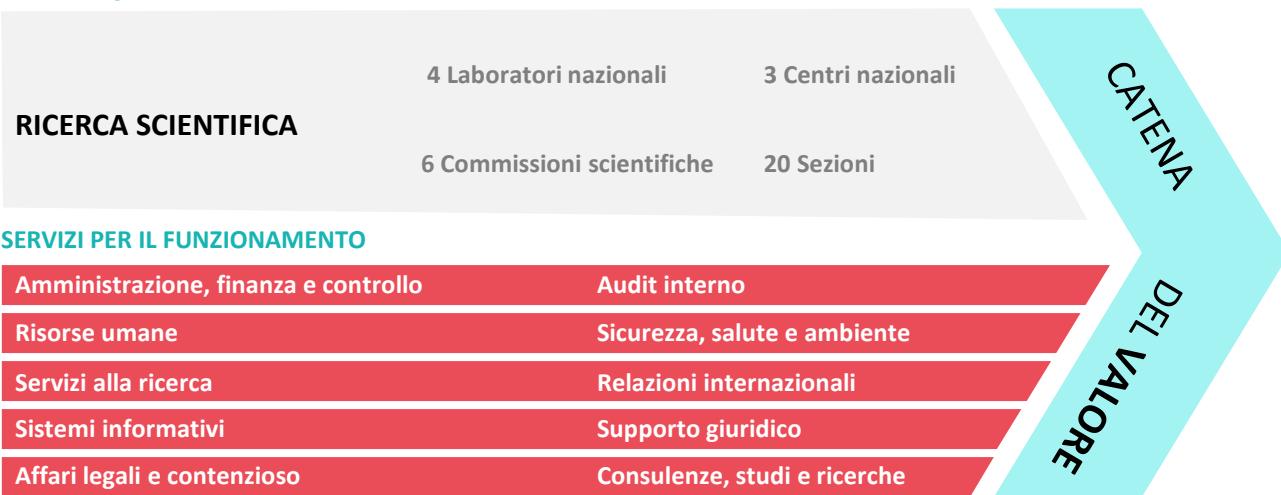 4 Laboratori nazionali 3 Centri nazionali
RICERCA SCIENTIFICA
6 Commissioni scientifiche 20 Sezioni
SERVIZI PER IL FUNZIONAMENTO
Amministrazione, finanza e controllo Audit interno
Risorse umane Sicurezza, salute e ambiente
Servizi alla ricerca Relazioni internazionali
Sistemi informativi Supporto giuridico
Affari legali e contenzioso Consulenze, studi e ricerche
CATENA
DEL VALORE